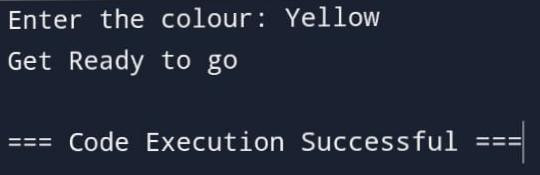 Enter the colour: Yellow
Get Ready to go
=== Code Execution Successful ===